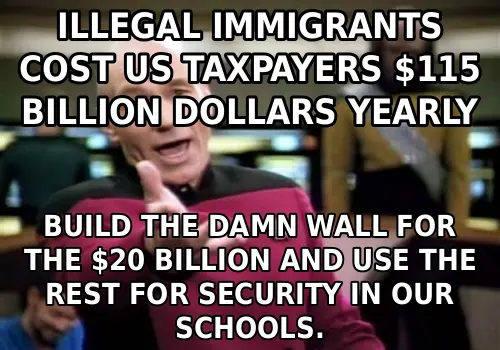 ILLEGAL IMMIGRANTS
COST US TAXPAYERS $115
BILLION DOLLARS YEARLY
BUILD THE DAMN WALL FOR
THE $20 BILLION AND USE THE
REST FOR SECURITY IN OUR
SCHOOLS.